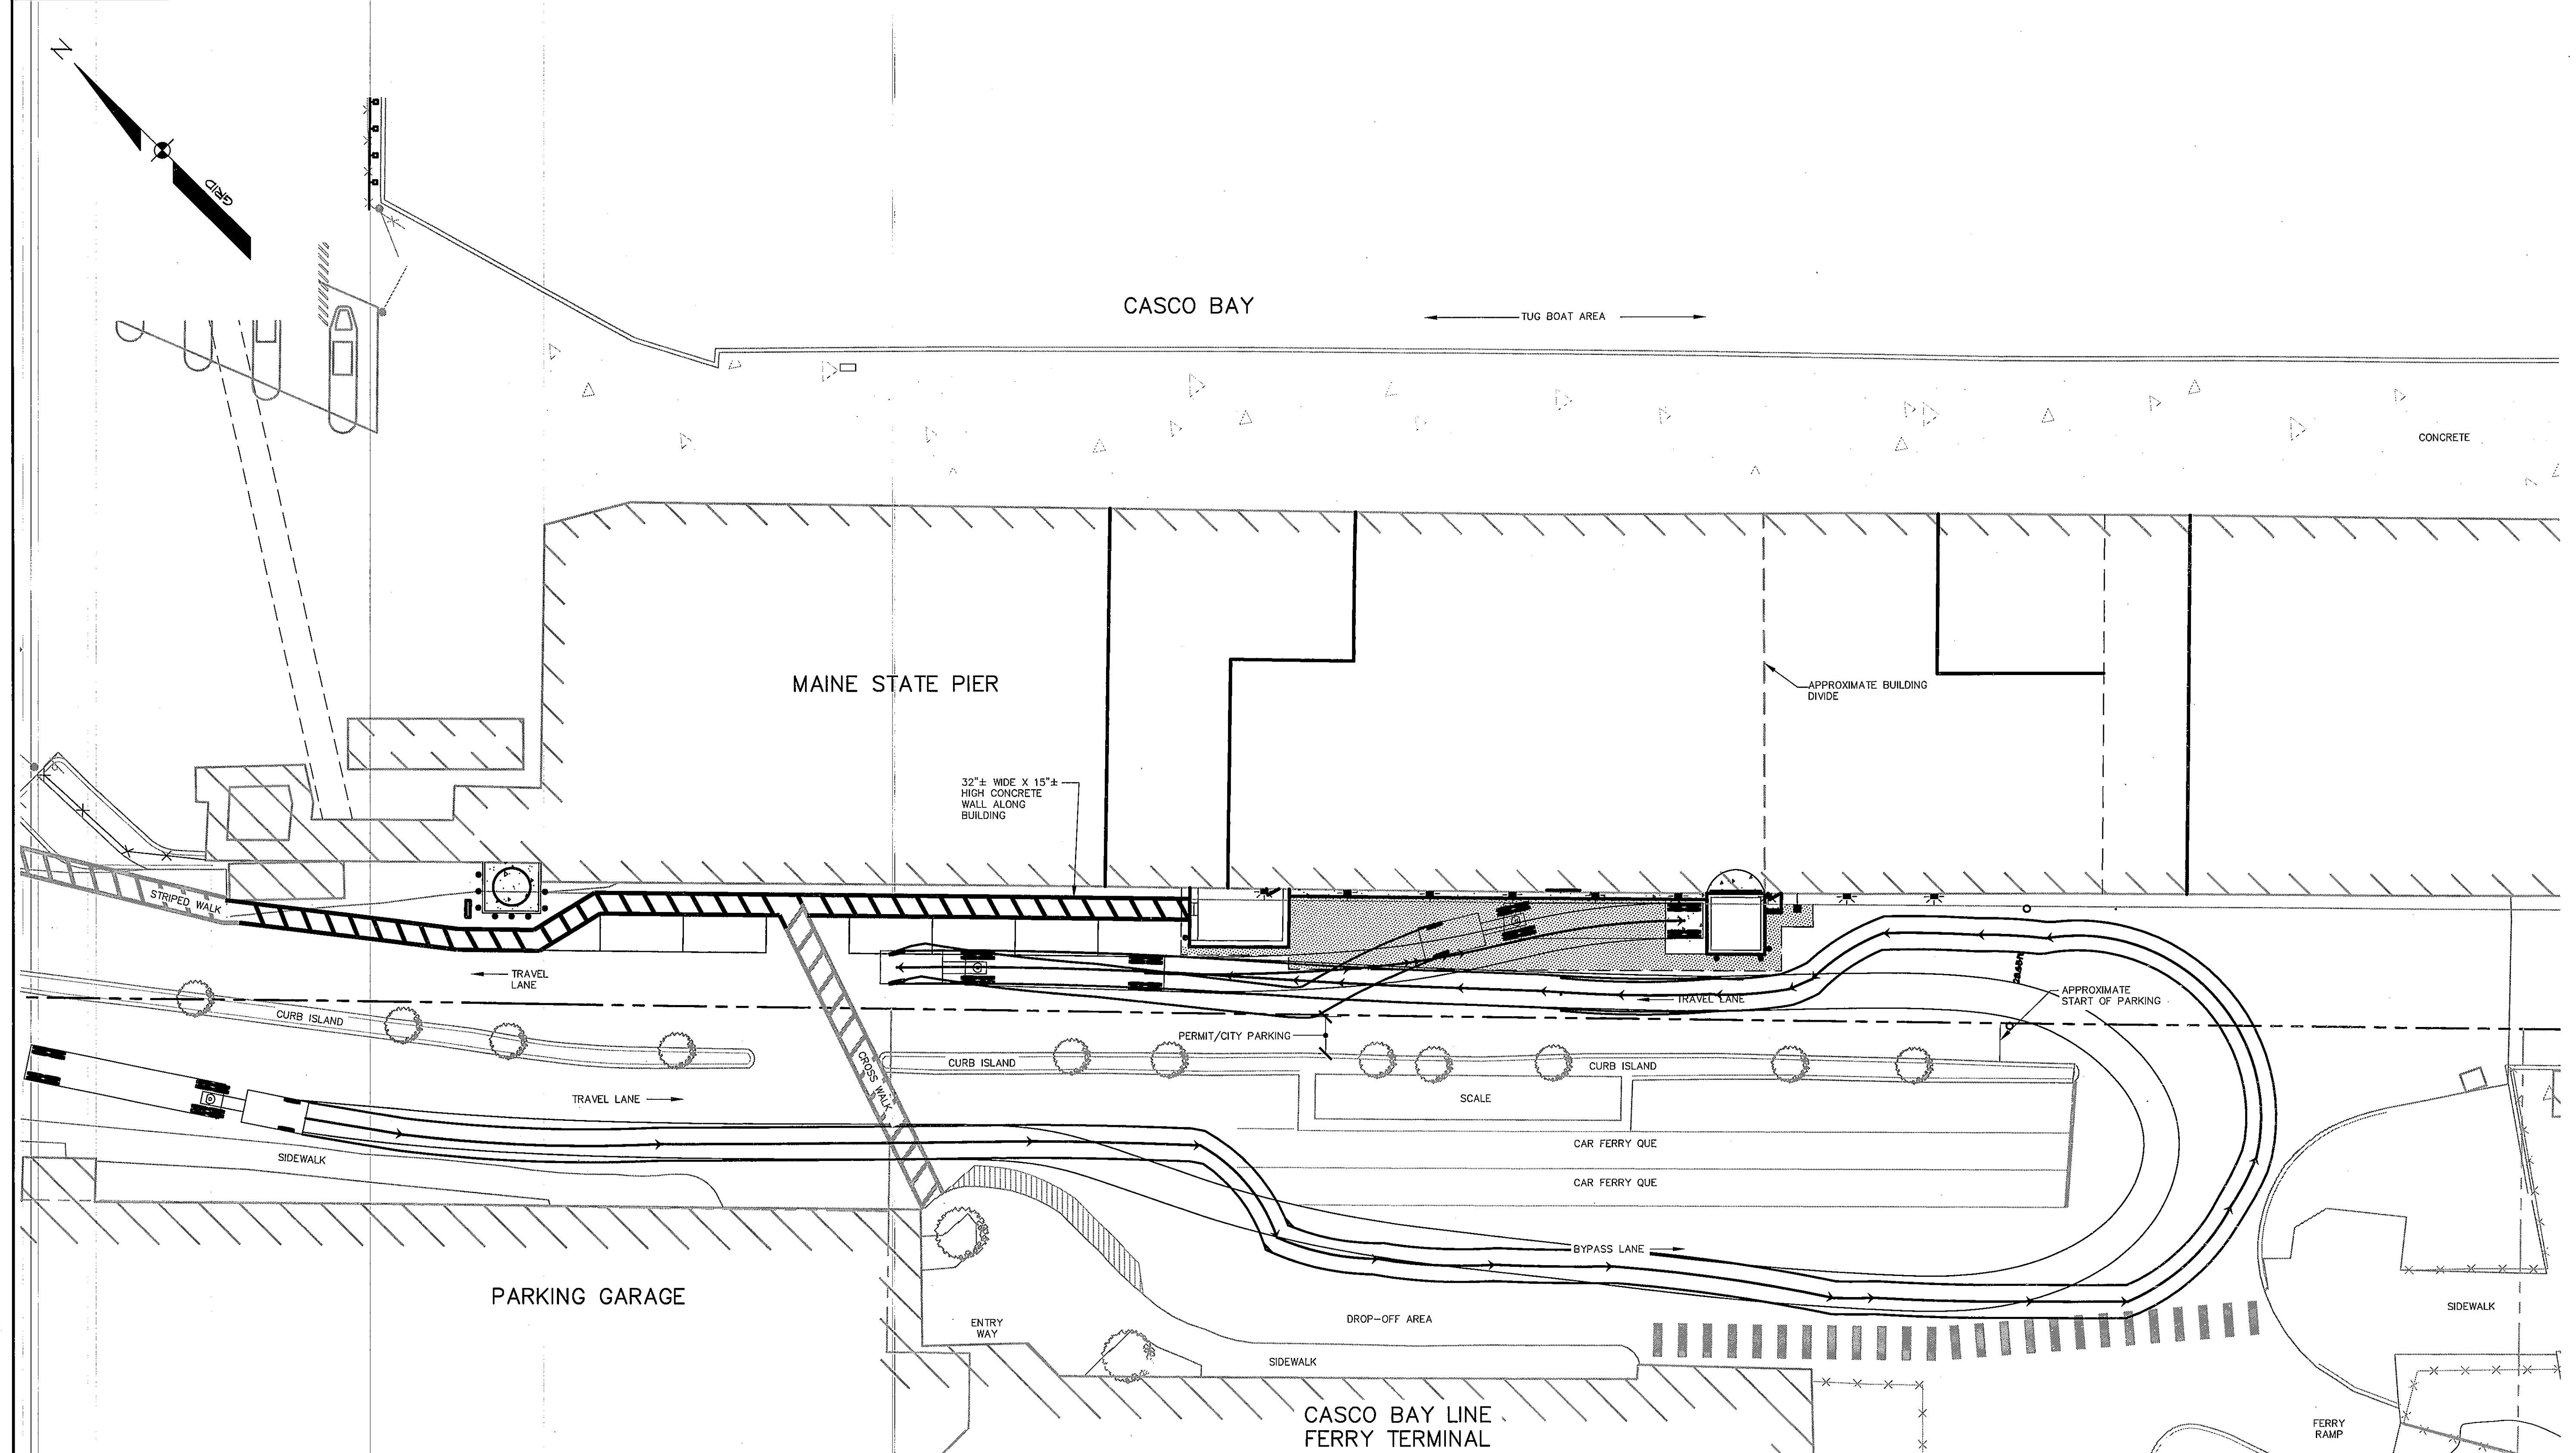 N
GRID
CASCO BAY
TUG BOAT AREA
CONCRETE
MAINE STATE PIER
APPROXIMATE BUILDING
DIVIDE
32"± WIDE X 15"±
HIGH CONCRETE
WALL ALONG
BUILDING
STRIPED WALK
TRAVEL
LANE
TRAVEL LANE
APPROXIMATE
START OF PARKING
CURB ISLAND
PERMIT/CITY PARKING
CROSS WALK
CURB ISLAND
CURB ISLAND
TRAVEL LANE
SCALE
CAR FERRY QUE
SIDEWALK
CAR FERRY QUE
BYPASS LANE
PARKING GARAGE
ENTRY
WAY
DROP-OFF AREA
SIDEWALK
SIDEWALK
CASCO BAY LINE
FERRY TERMINAL
FERRY
RAMP